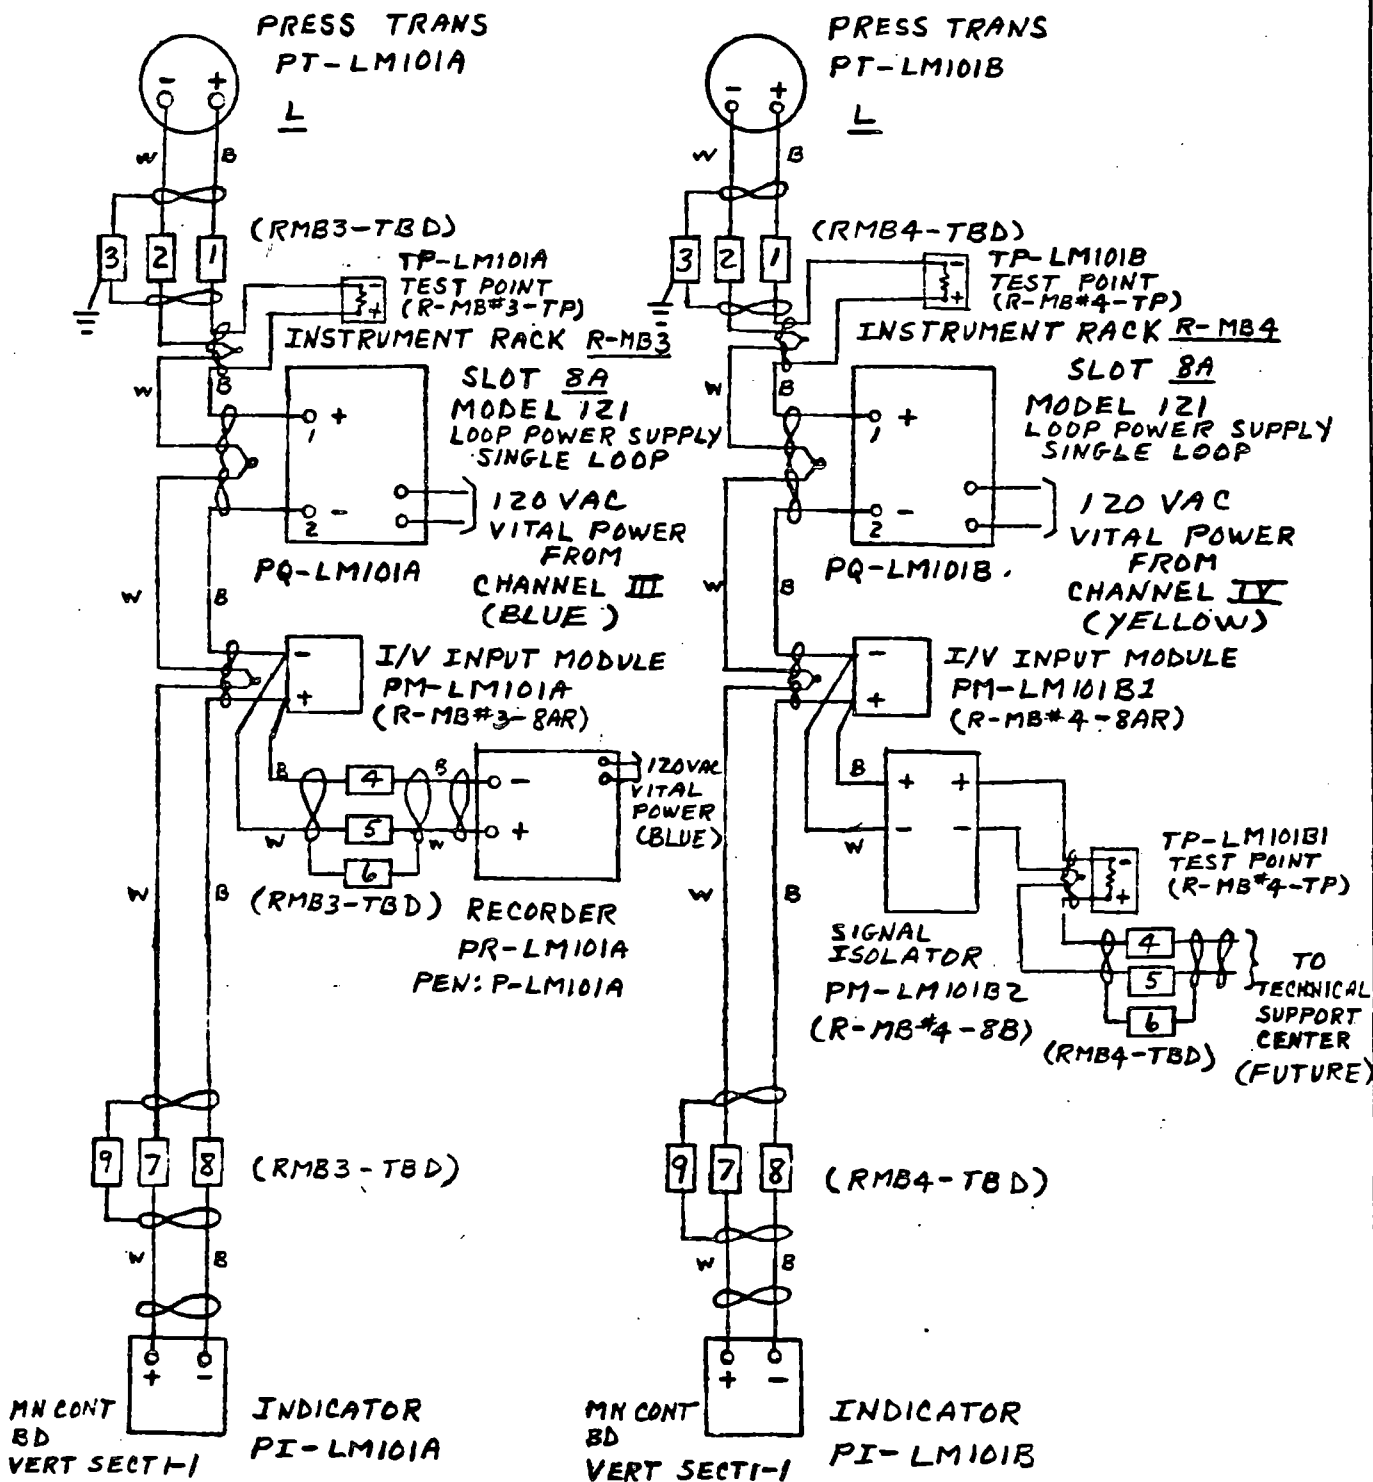 PRESS TRANS
PT-LM101A
L
- +
W B
3 2 1
(RMB3-TBD)
TP-LM101A
TEST POINT
(R-MB#3-TP)
-
+
INSTRUMENT RACK R-MB3
W B
SLOT 8A
MODEL 121
LOOP POWER SUPPLY
SINGLE LOOP
+
1
-
2
120 VAC
VITAL POWER
FROM
CHANNEL III
(BLUE)
PQ-LM101A
W B
-
+
I/V INPUT MODULE
PM-LM101A
(R-MB#3-8AR)
B 4 B -
W 5 W +
6
120VAC
VITAL
POWER
(BLUE)
(RMB3-TBD)
RECORDER
PR-LM101A
PEN: P-LM101A
W B
9 7 8
(RMB3-TBD)
W B
+ -
MN CONT
BD
VERT SECT 1-1
INDICATOR
PI-LM101A
PRESS TRANS
PT-LM101B
L
- +
W B
3 2 1
(RMB4-TBD)
TP-LM101B
TEST POINT
(R-MB#4-TP)
-
+
INSTRUMENT RACK R-MB4
W B
SLOT 8A
MODEL 121
LOOP POWER SUPPLY
SINGLE LOOP
+
1
-
2
120 VAC
VITAL POWER
FROM
CHANNEL IV
(YELLOW)
PQ-LM101B.
W B
-
+
I/V INPUT MODULE
PM-LM101B1
(R-MB#4-8AR)
B + +
W - -
SIGNAL
ISOLATOR
PM-LM101B2
(R-MB#4-8B)
TP-LM101B1
TEST POINT
(R-MB#4-TP)
-
+
4
5
6
(RMB4-TBD)
TO
TECHNICAL
SUPPORT
CENTER
(FUTURE)
W B
9 7 8
(RMB4-TBD)
W B
+ -
MN CONT
BD
VERT SECT 1-1
INDICATOR
PI-LM101B